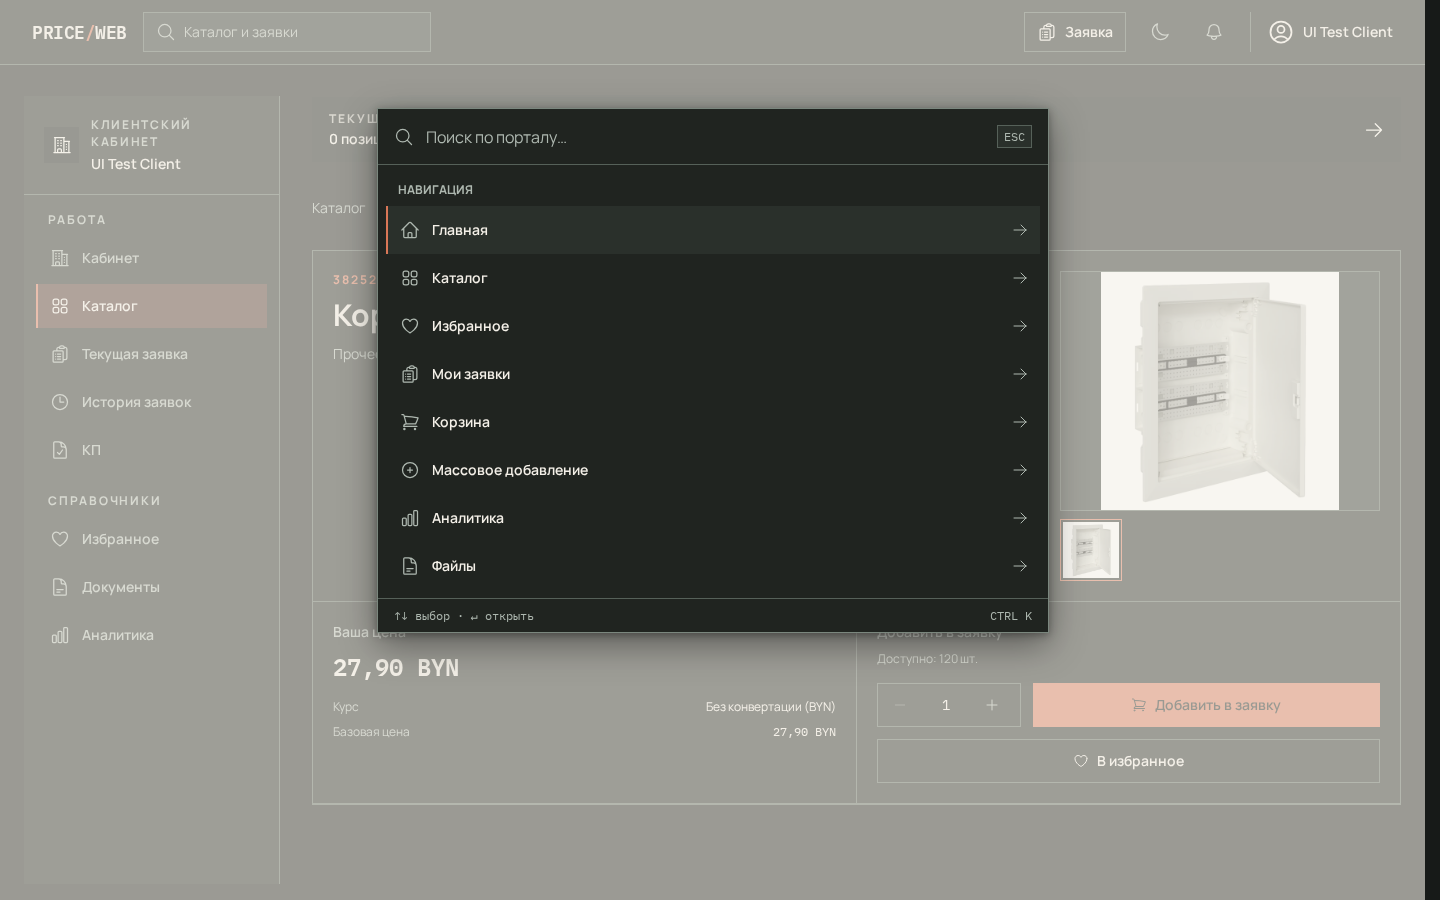 PRICE/WEB
Каталог и заявки
Заявка
UI Test Client
КЛИЕНТСКИЙ
КАБИНЕТ
UI Test Client
РАБОТА
Кабинет
Каталог
Текущая заявка
История заявок
КП
СПРАВОЧНИКИ
Избранное
Документы
Аналитика
Каталог
38252
Поиск по порталу...
ESC
НАВИГАЦИЯ
Главная
Каталог
Избранное
Мои заявки
Корзина
Массовое добавление
Аналитика
Файлы
↑↓ выбор · ↵ открыть
CTRL K
Ваша цена
27,90 BYN
Курс
Без конвертации (BYN)
Базовая цена
27,90 BYN
Добавить в заявку
Доступно: 120 шт.
1
Добавить в заявку
В избранное